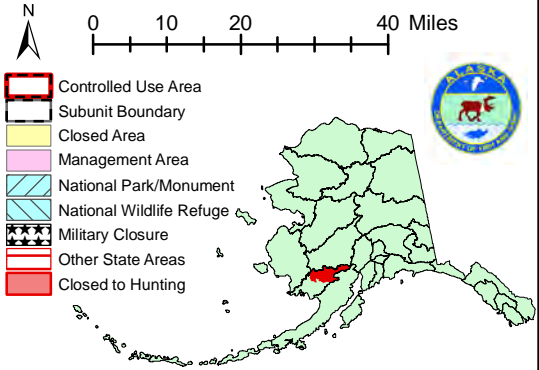 N
0 10 20 40 Miles
Controlled Use Area
Subunit Boundary
Closed Area
Management Area
National Park/Monument
National Wildlife Refuge
Military Closure
Other State Areas
Closed to Hunting
ALASKA